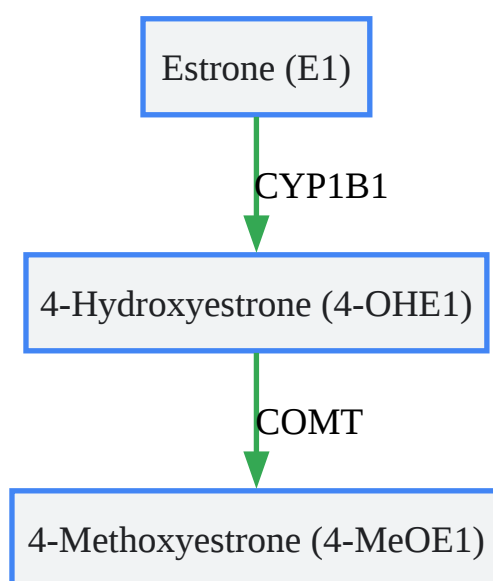 Estrone (E1)
CYP1B1
4-Hydroxyestrone (4-OHE1)
COMT
4-Methoxyestrone (4-MeOE1)